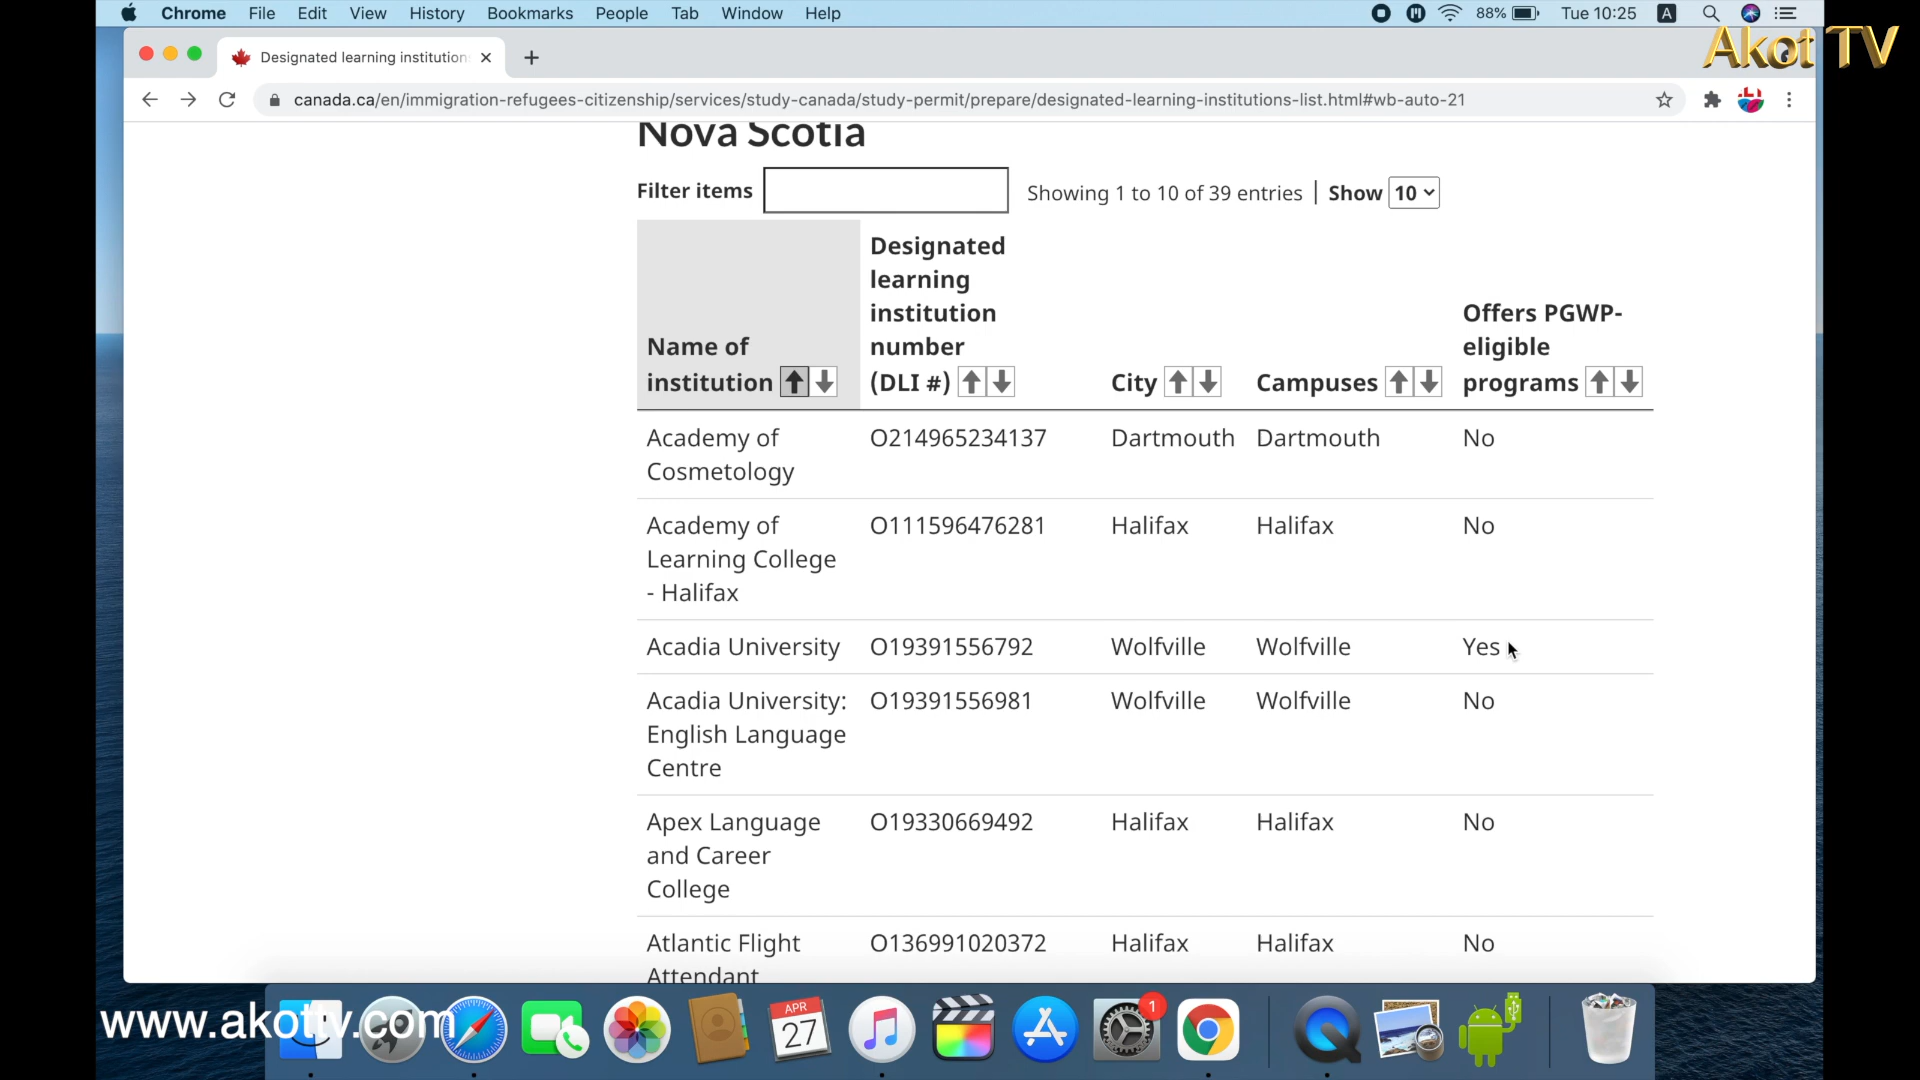 Chrome File Edit View History Bookmarks People Tab Window Help 88% Tue 10:25 A
Akot TV
Designated learning institution
canada.ca/en/immigration-refugees-citizenship/services/study-canada/study-permit/prepare/designated-learning-institutions-list.html#wb-auto-21
Nova Scotia
Filter items Showing 1 to 10 of 39 entries | Show 10
Name of institution
Designated learning institution number (DLI #)
City
Campuses
Offers PGWP-eligible programs
Academy of Cosmetology O214965234137 Dartmouth Dartmouth No
Academy of Learning College - Halifax O111596476281 Halifax Halifax No
Acadia University O19391556792 Wolfville Wolfville Yes
Acadia University: English Language Centre O19391556981 Wolfville Wolfville No
Apex Language and Career College O19330669492 Halifax Halifax No
Atlantic Flight Attendant O136991020372 Halifax Halifax No
www.akottv.com
APR
27
1